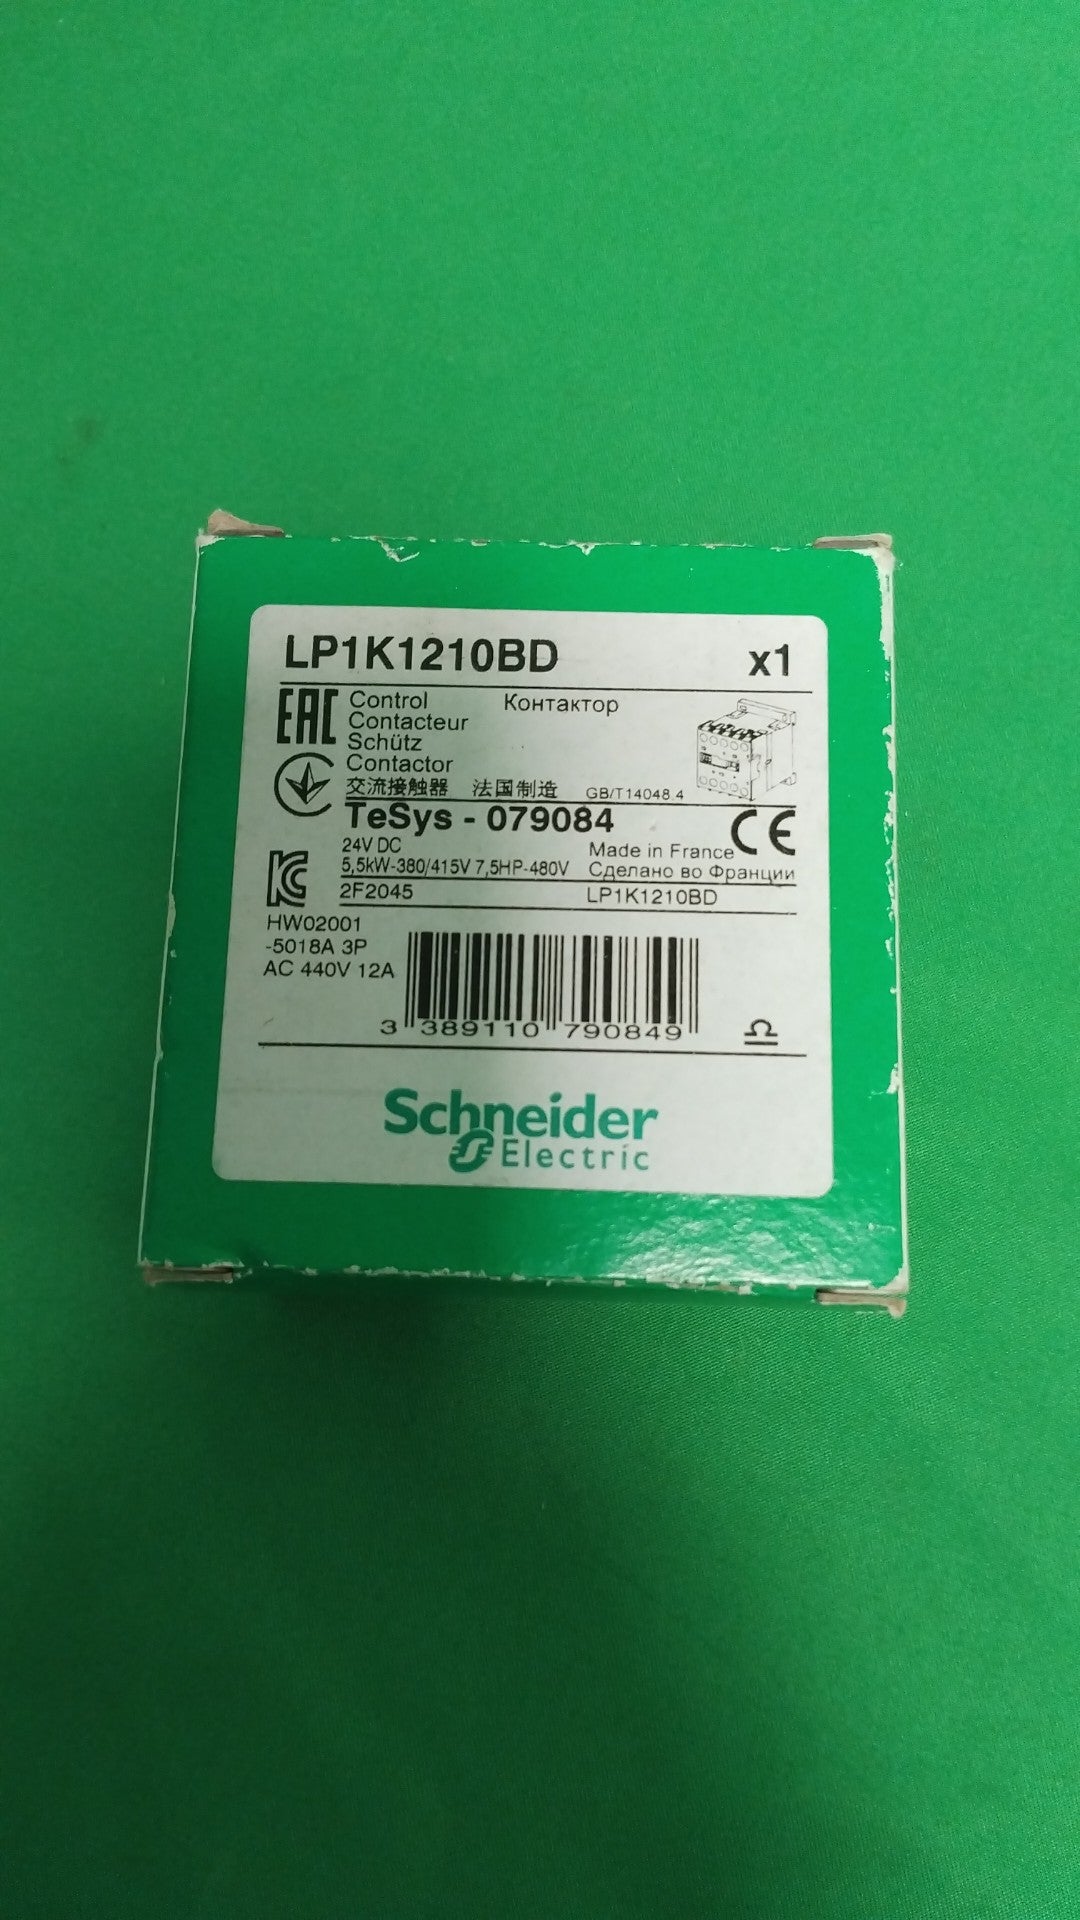 LP1K1210BD x1
EAC Control Контактор
Contacteur
Schütz
Contactor
交流接触器 法国制造 GB/T14048.4
TeSys - 079084 CE
24V DC Made in France
5,5kW-380/415V 7,5HP-480V Сделано во Франции
2F2045 LP1K1210BD
HW02001
-5018A 3P
AC 440V 12A
3 389110 790849
Schneider
Electric